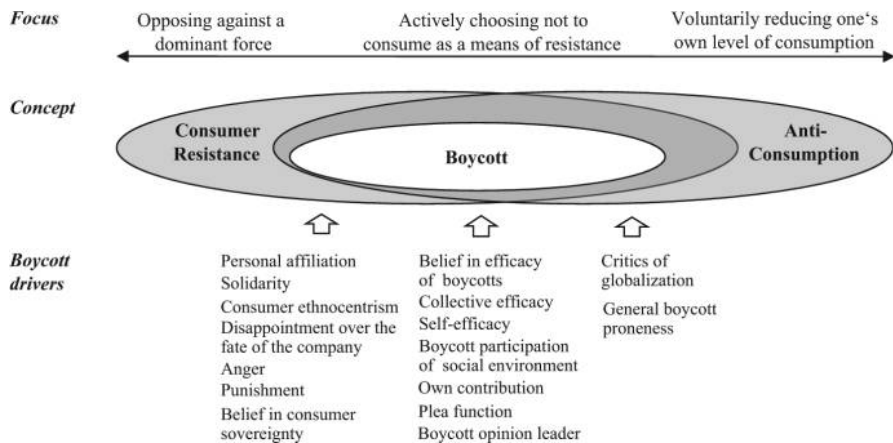 Focus
Opposing against a
dominant force
Actively choosing not to
consume as a means of resistance
Voluntarily reducing one's
own level of consumption
Concept
Consumer
Resistance
Boycott
Anti-
Consumption
Boycott
drivers
Personal affiliation
Solidarity
Consumer ethnocentrism
Disappointment over the
fate of the company
Anger
Punishment
Belief in consumer
sovereignty
Belief in efficacy
of boycotts
Collective efficacy
Self-efficacy
Boycott participation
of social environment
Own contribution
Plea function
Boycott opinion leader
Critics of
globalization
General boycott
proneness